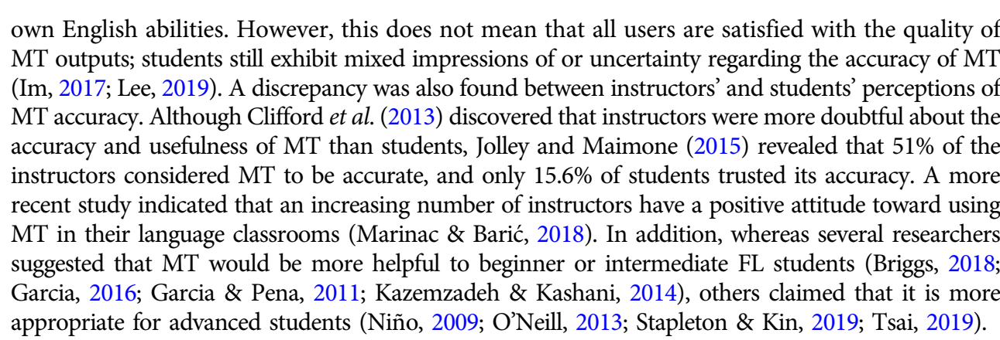 own English abilities. However, this does not mean that all users are satisfied with the quality of
MT outputs; students still exhibit mixed impressions of or uncertainty regarding the accuracy of MT
(Im, 2017; Lee, 2019). A discrepancy was also found between instructors’ and students’ perceptions of
MT accuracy. Although Clifford et al. (2013) discovered that instructors were more doubtful about the
accuracy and usefulness of MT than students, Jolley and Maimone (2015) revealed that 51% of the
instructors considered MT to be accurate, and only 15.6% of students trusted its accuracy. A more
recent study indicated that an increasing number of instructors have a positive attitude toward using
MT in their language classrooms (Marinac & Barić, 2018). In addition, whereas several researchers
suggested that MT would be more helpful to beginner or intermediate FL students (Briggs, 2018;
Garcia, 2016; Garcia & Pena, 2011; Kazemzadeh & Kashani, 2014), others claimed that it is more
appropriate for advanced students (Niño, 2009; O’Neill, 2013; Stapleton & Kin, 2019; Tsai, 2019).